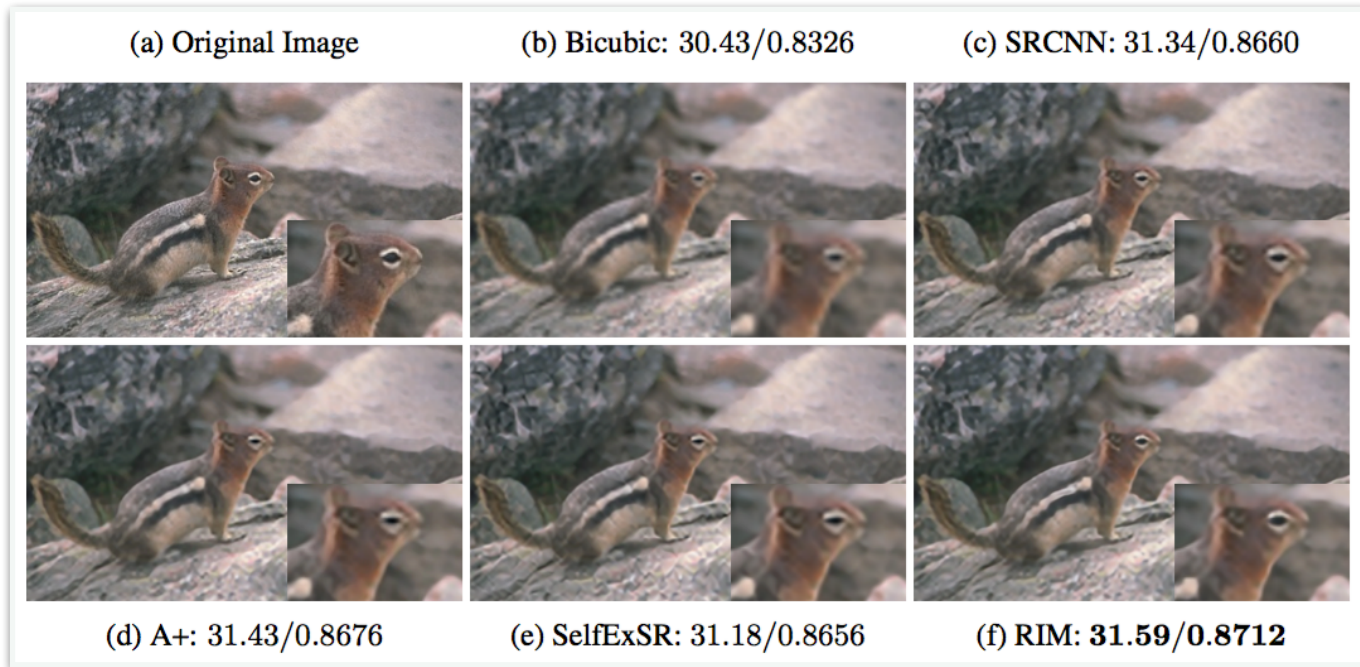 (a) Original Image
(b) Bicubic: 30.43/0.8326
(c) SRCNN: 31.34/0.8660
(d) A+: 31.43/0.8676
(e) SelfExSR: 31.18/0.8656
(f) RIM: 31.59/0.8712